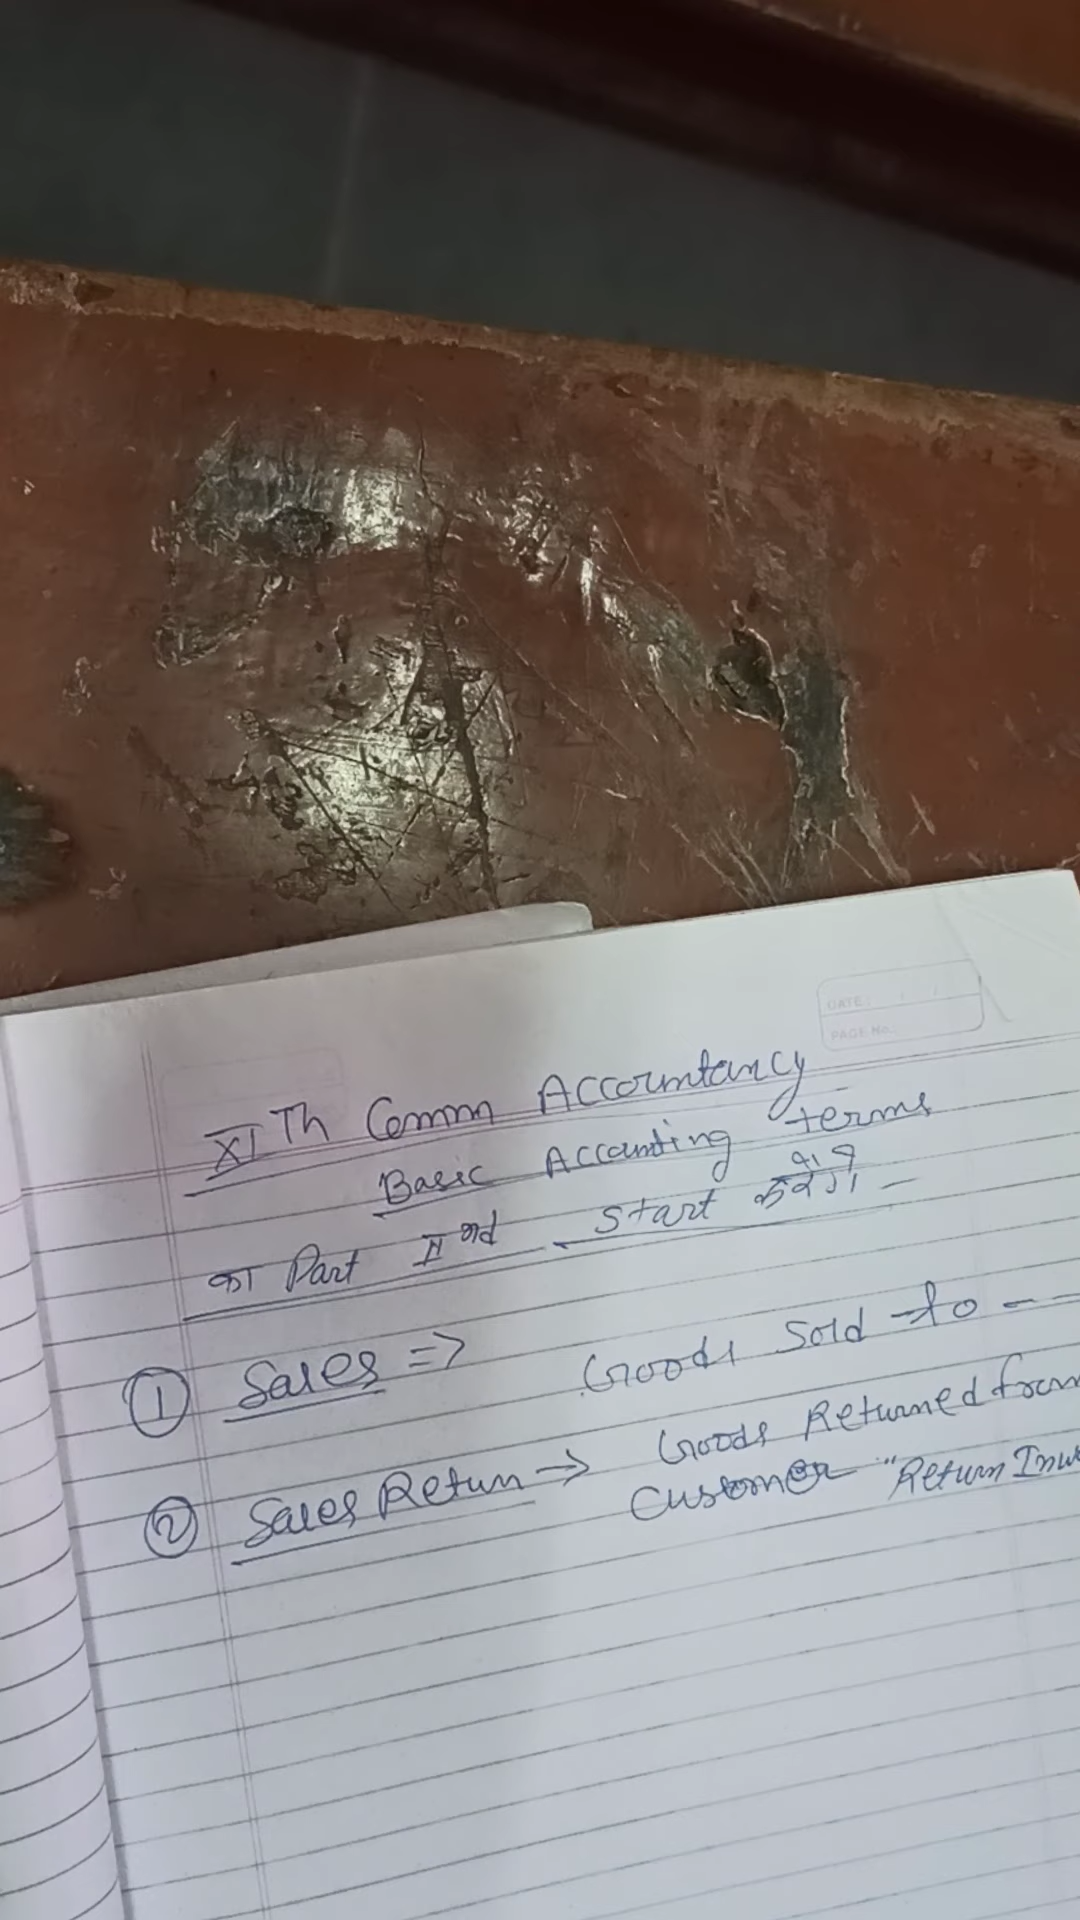 DATE: / /
PAGE No.:
XI Th Comm Accountancy
Basic Accounting terms
का Part II nd start करेंगे -
① Sales => Goods Sold to - -
② Sales Return → Goods Returned from
Customer "Return